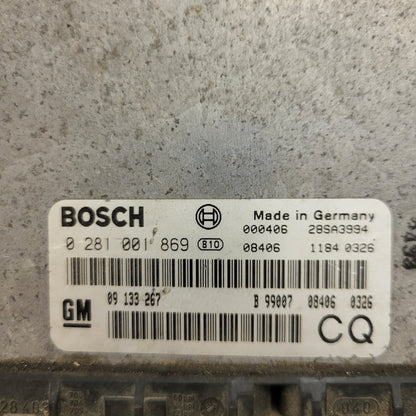 BOSCH Made in Germany
000406 28SA3994
0 281 001 869 B10 08406 1184 0326
GM 09 133 267 B 99007 08406 0326
CQ